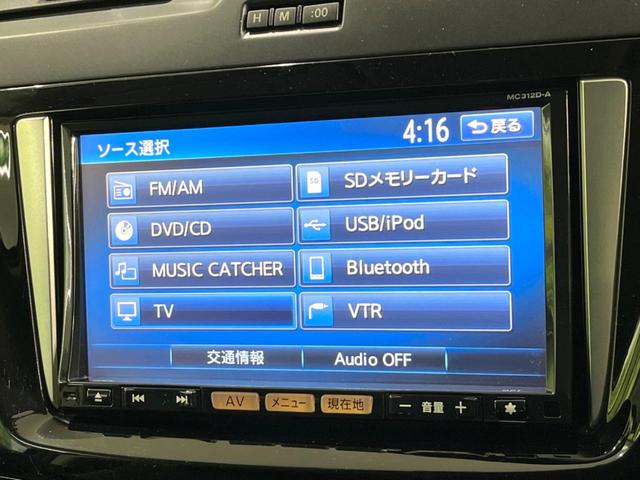 H M :00
MC312D-A
ソース選択
4:16
戻る
FM/AM
SDメモリーカード
SD
DVD/CD
USB/iPod
MUSIC CATCHER
Bluetooth
TV
VTR
交通情報
Audio OFF
AV
メニュー
現在地
− 音量 +